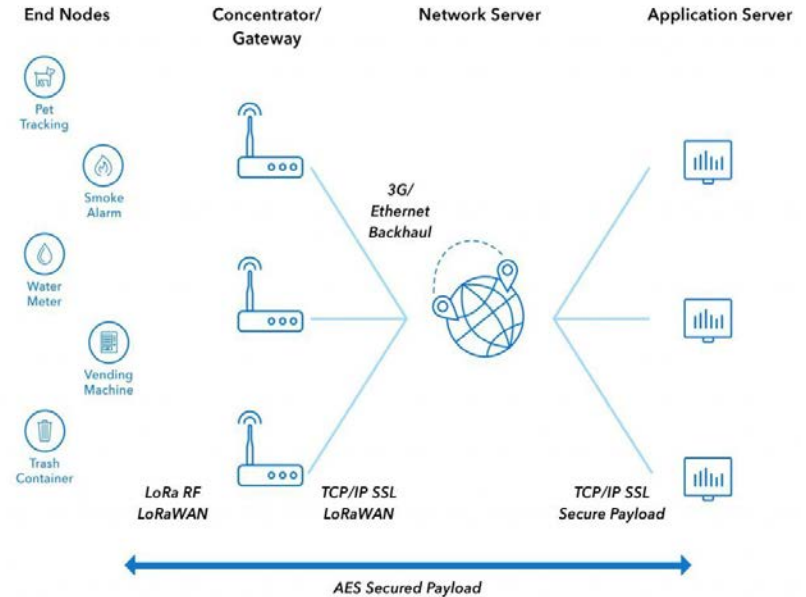 End Nodes
Concentrator/
Gateway
Network Server
Application Server
Pet
Tracking
Smoke
Alarm
Water
Meter
Vending
Machine
Trash
Container
3G/
Ethernet
Backhaul
LoRa RF
LoRaWAN
TCP/IP SSL
LoRaWAN
TCP/IP SSL
Secure Payload
AES Secured Payload